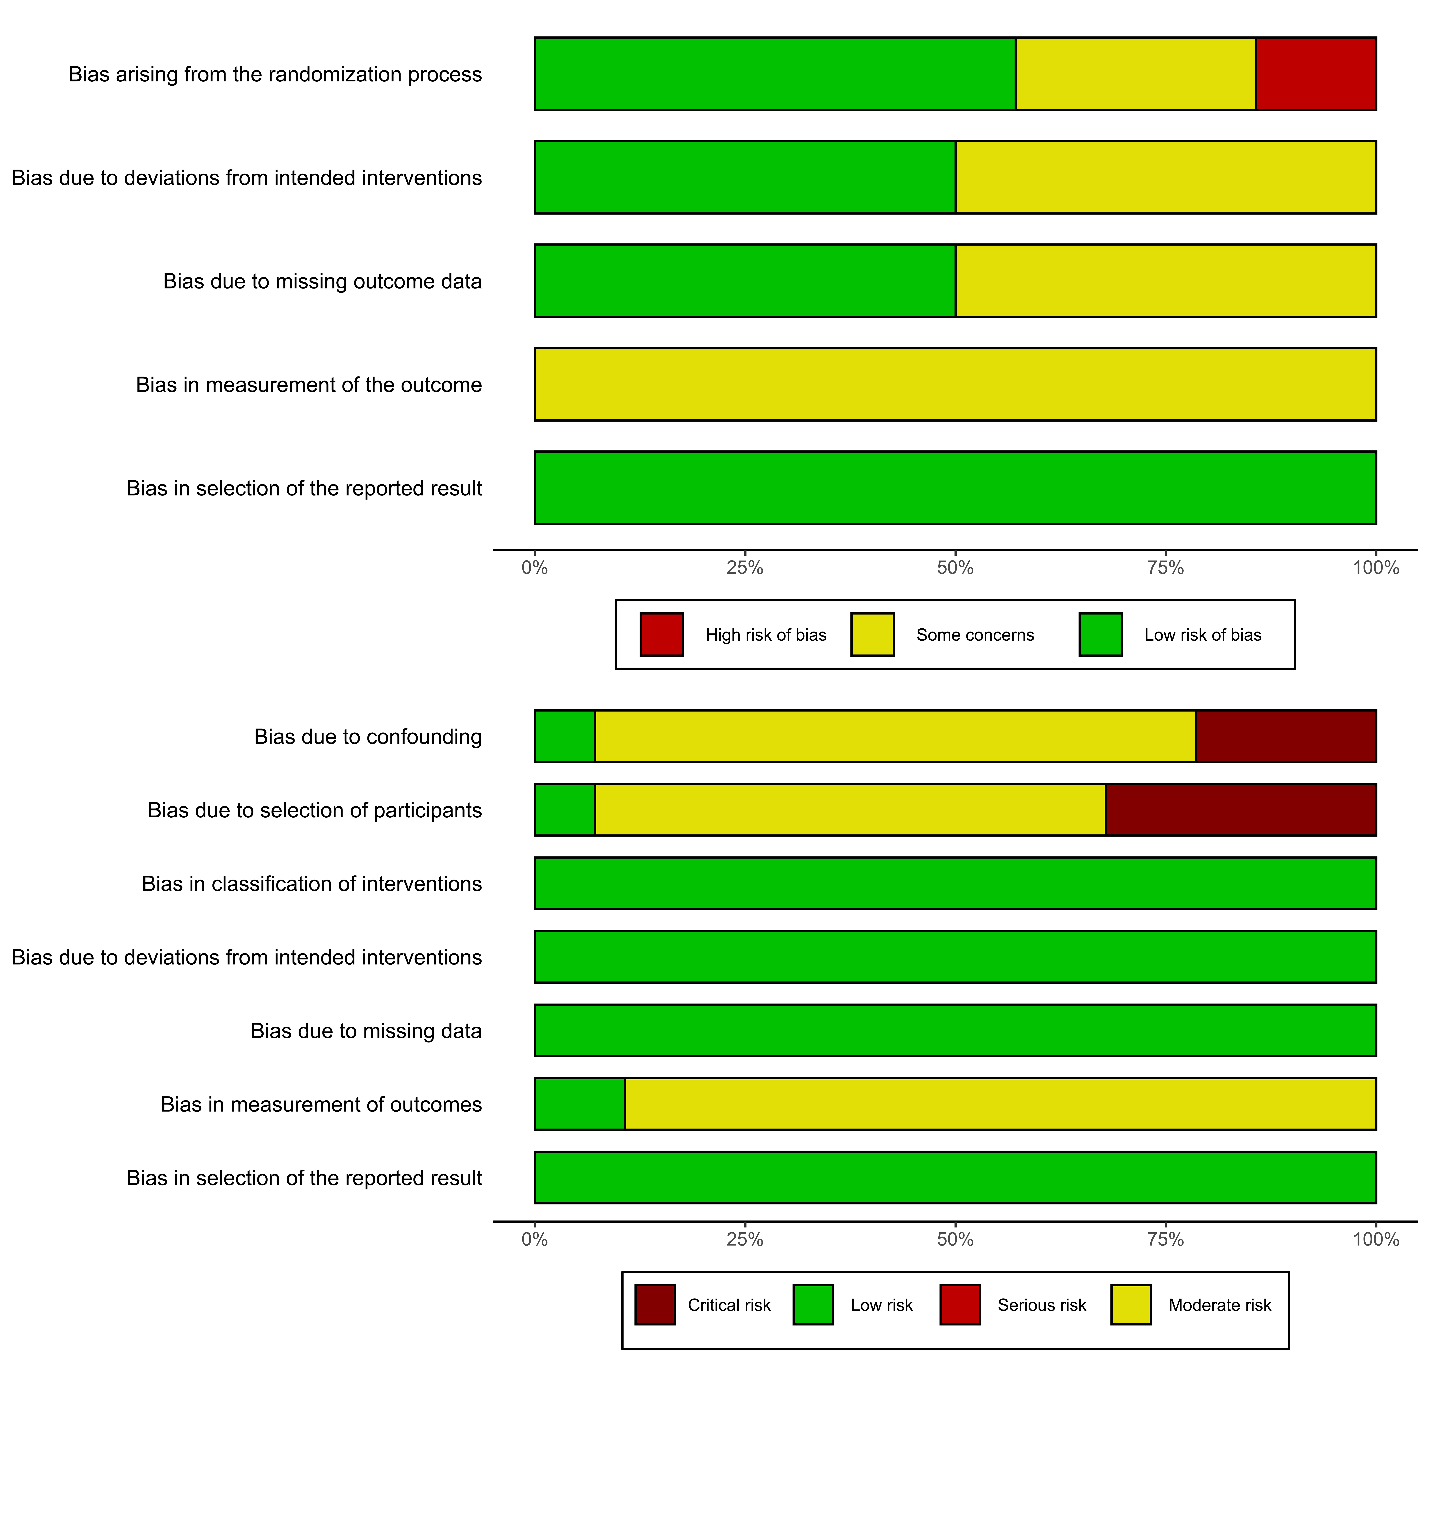 Bias arising from the randomization process
Bias due to deviations from intended interventions
Bias due to missing outcome data
Bias in measurement of the outcome
Bias in selection of the reported result
0% 25% 50% 75% 100%
High risk of bias Some concerns Low risk of bias
Bias due to confounding
Bias due to selection of participants
Bias in classification of interventions
Bias due to deviations from intended interventions
Bias due to missing data
Bias in measurement of outcomes
Bias in selection of the reported result
0% 25% 50% 75% 100%
Critical risk Low risk Serious risk Moderate risk